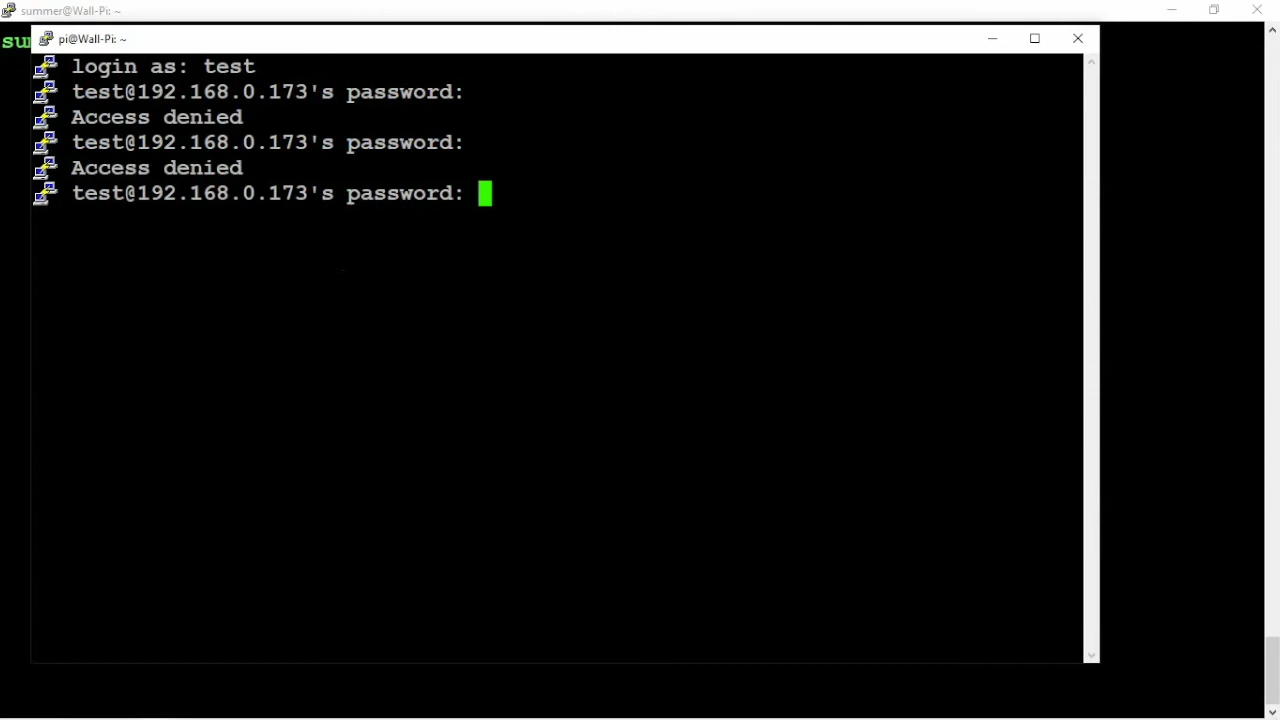 summer@Wall-Pi: ~
su
pi@Wall-Pi: ~
login as: test
test@192.168.0.173's password:
Access denied
test@192.168.0.173's password:
Access denied
test@192.168.0.173's password: